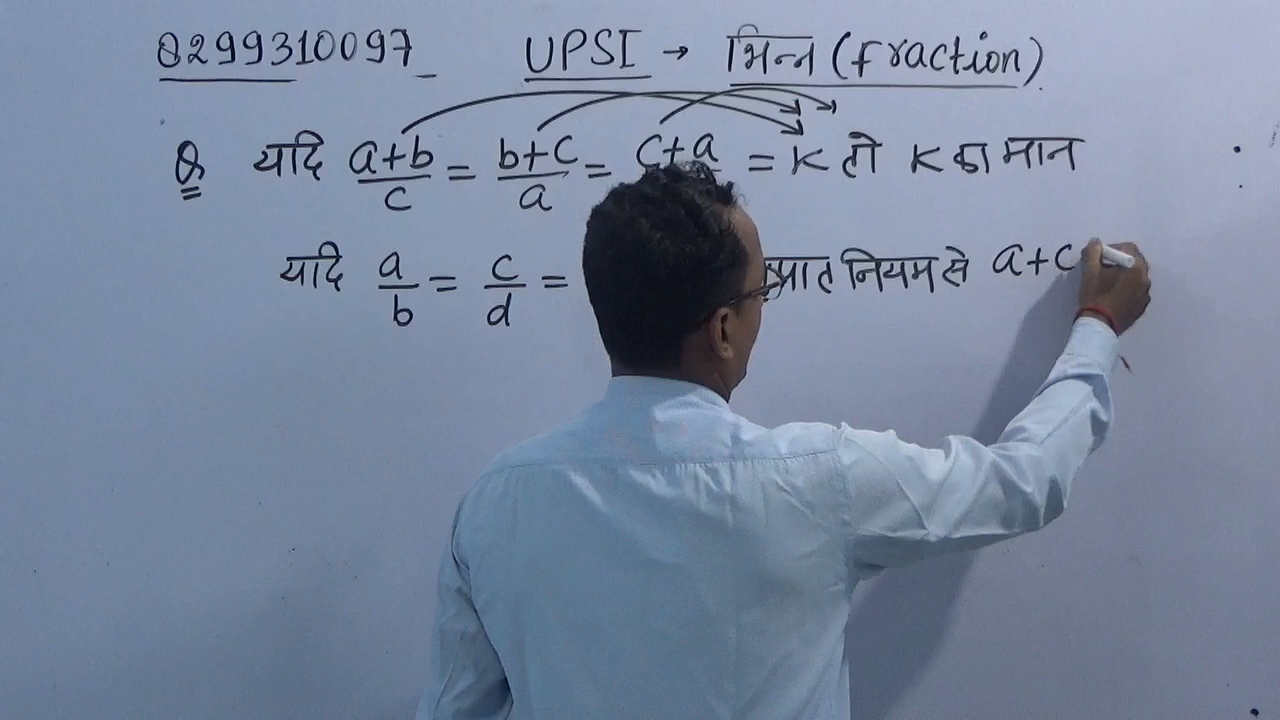 8299310097 UPSI → भिन्न (fraction)
Q यदि a+b/c = b+c/a = c+a = K तो K का मान
यदि a/b = c/d = नियम से a+c